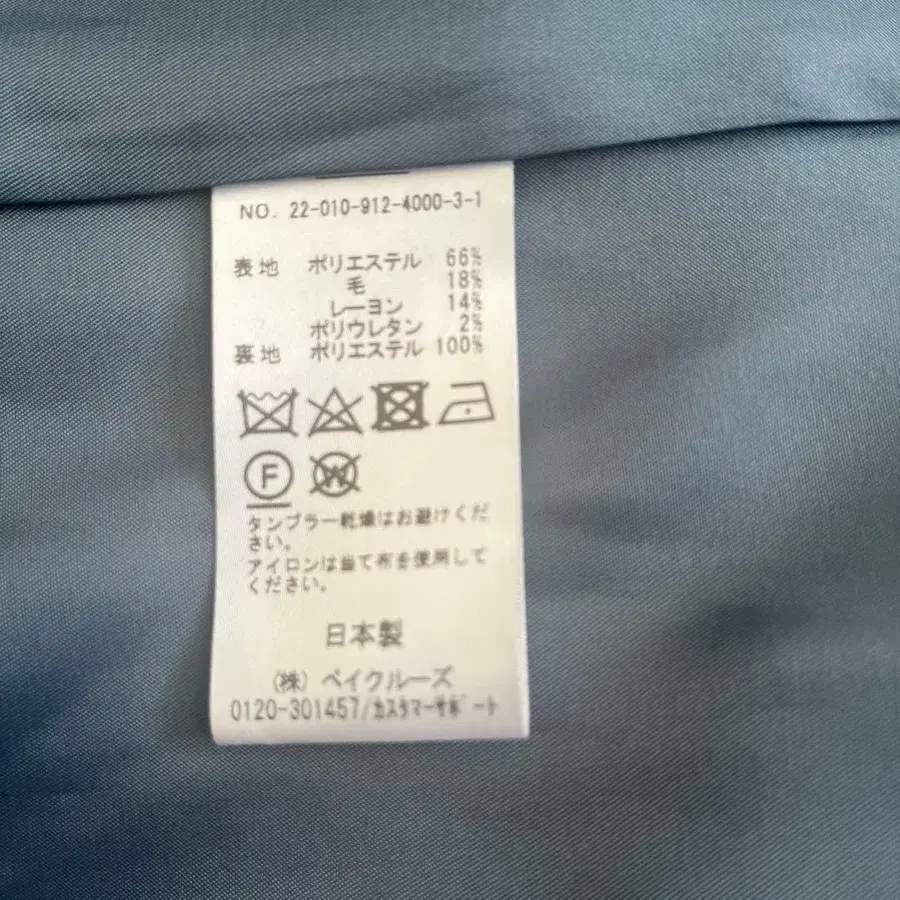 NO. 22-010-912-4000-3-1
表地 ポリエステル 66%
毛 18%
レーヨン 14%
ポリウレタン 2%
裏地 ポリエステル 100%
F W
タンブラー乾燥はお避けくだ
さい。
アイロンは当て布を使用して
ください。
日本製
(株) ベイクルーズ
0120-301457/カスタマーサポート